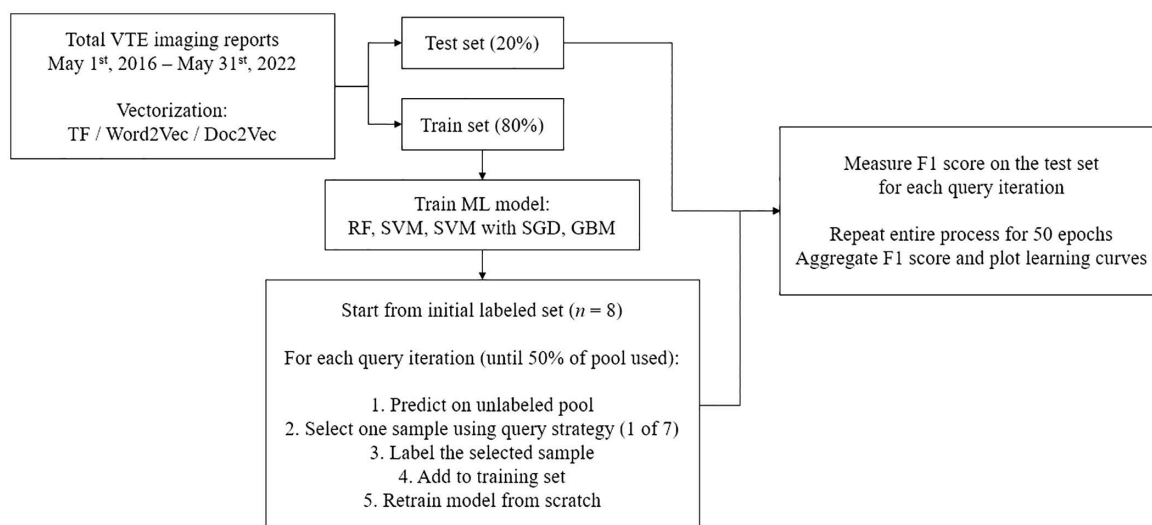 Total VTE imaging reports
May 1st, 2016 – May 31st, 2022
Vectorization:
TF / Word2Vec / Doc2Vec
Test set (20%)
Train set (80%)
Train ML model:
RF, SVM, SVM with SGD, GBM
Start from initial labeled set (n = 8)
For each query iteration (until 50% of pool used):
1. Predict on unlabeled pool
2. Select one sample using query strategy (1 of 7)
3. Label the selected sample
4. Add to training set
5. Retrain model from scratch
Measure F1 score on the test set
for each query iteration
Repeat entire process for 50 epochs
Aggregate F1 score and plot learning curves